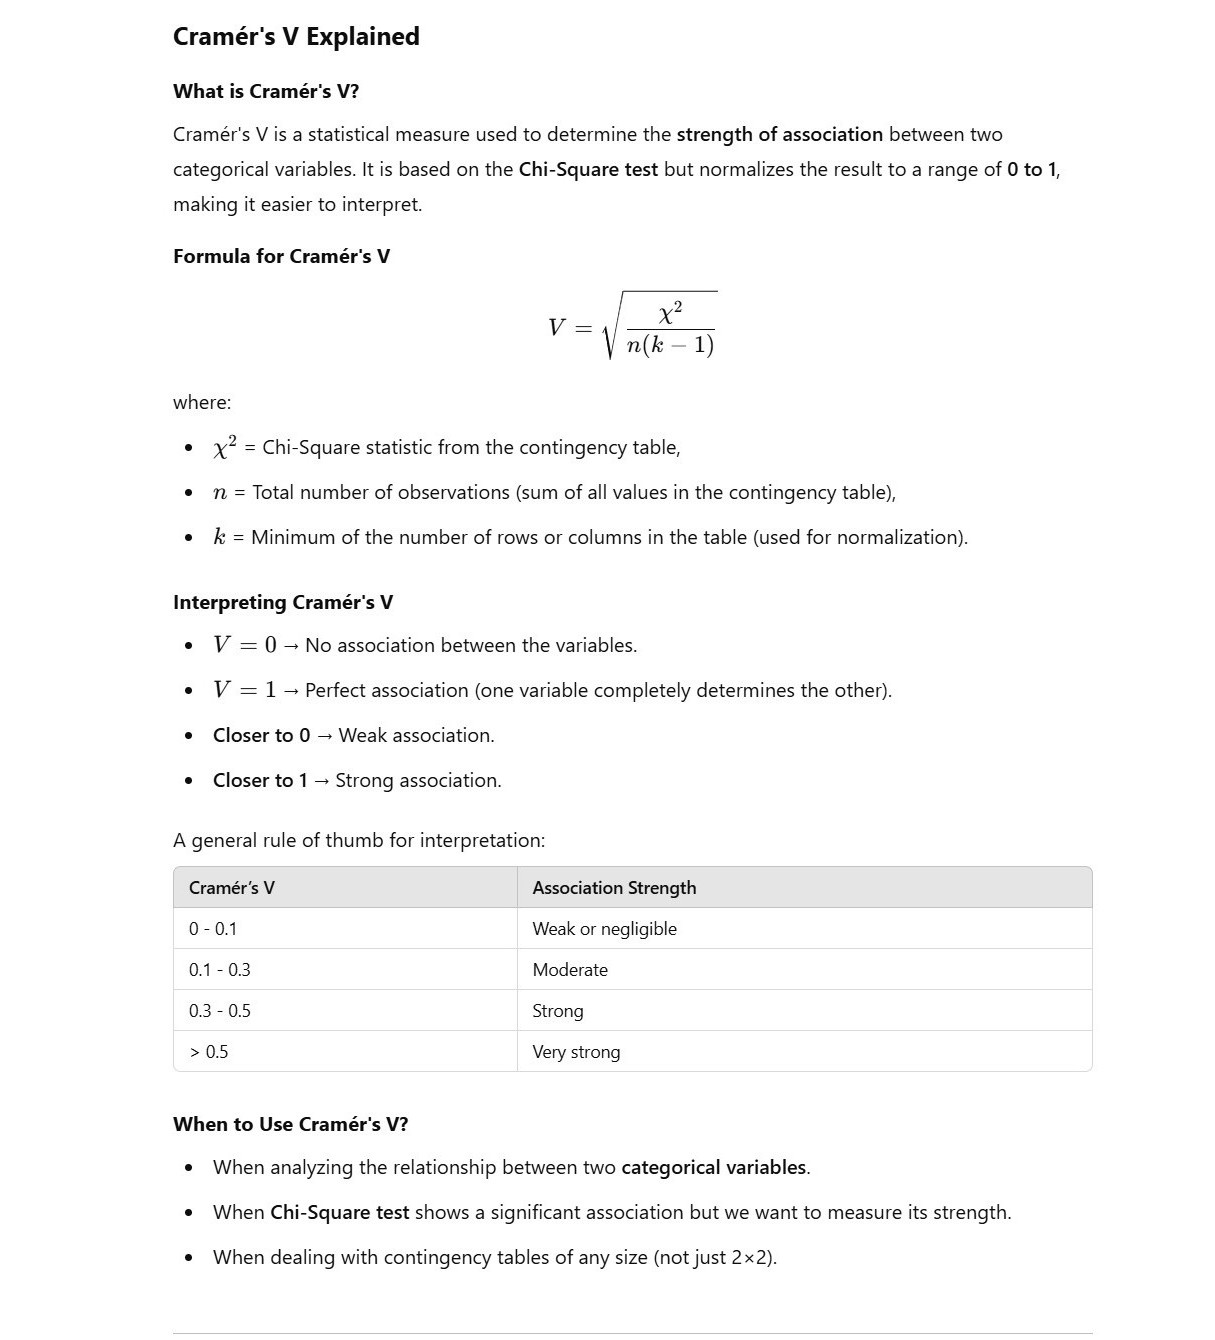 Cramér's V Explained
What is Cramér's V?
Cramér's V is a statistical measure used to determine the strength of association between two
categorical variables. It is based on the Chi-Square test but normalizes the result to a range of 0 to 1,
making it easier to interpret.
Formula for Cramér's V
V = √(χ² / n(k − 1))
where:
• χ² = Chi-Square statistic from the contingency table,
• n = Total number of observations (sum of all values in the contingency table),
• k = Minimum of the number of rows or columns in the table (used for normalization).
Interpreting Cramér's V
• V = 0 → No association between the variables.
• V = 1 → Perfect association (one variable completely determines the other).
• Closer to 0 → Weak association.
• Closer to 1 → Strong association.
A general rule of thumb for interpretation:
Cramér’s V Association Strength
0 - 0.1 Weak or negligible
0.1 - 0.3 Moderate
0.3 - 0.5 Strong
> 0.5 Very strong
When to Use Cramér's V?
• When analyzing the relationship between two categorical variables.
• When Chi-Square test shows a significant association but we want to measure its strength.
• When dealing with contingency tables of any size (not just 2×2).